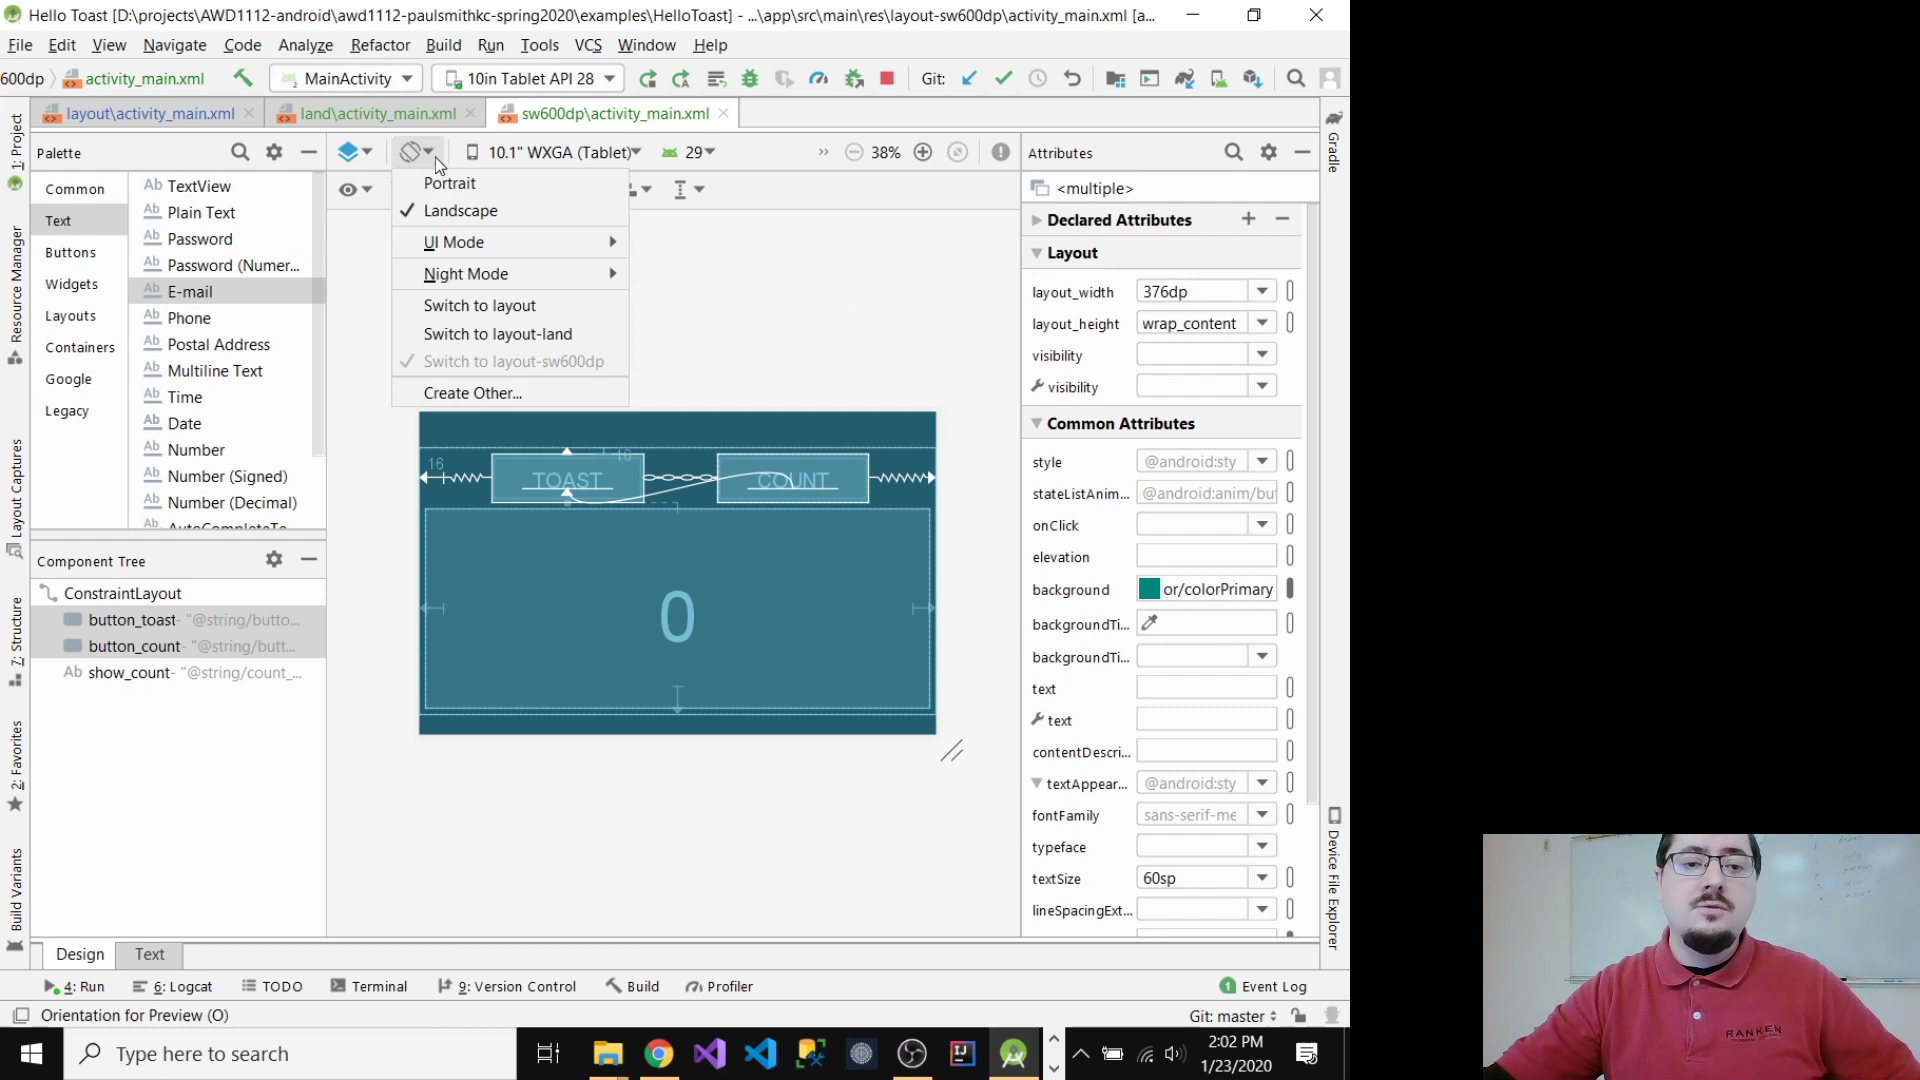 Hello Toast [D:\projects\AWD1112-android\awd1112-paulsmithkc-spring2020\examples\HelloToast] - ...\app\src\main\res\layout-sw600dp\activity_main.xml [a...
File Edit View Navigate Code Analyze Refactor Build Run Tools VCS Window Help
600dp activity_main.xml MainActivity 10in Tablet API 28 Git:
layout\activity_main.xml land\activity_main.xml sw600dp\activity_main.xml
Palette
Common
Text
Buttons
Widgets
Layouts
Containers
Google
Legacy
Ab TextView
Ab Plain Text
Ab Password
Ab Password (Numer...
Ab E-mail
Ab Phone
Ab Postal Address
Ab Multiline Text
Ab Time
Ab Date
Ab Number
Ab Number (Signed)
Ab Number (Decimal)
Ab AutoCompleteTe
Component Tree
ConstraintLayout
button_toast- "@string/butto...
button_count- "@string/butt...
Ab show_count- "@string/count_...
10.1" WXGA (Tablet) 29 » 38%
Portrait
Landscape
UI Mode
Night Mode
Switch to layout
Switch to layout-land
Switch to layout-sw600dp
Create Other...
16
TOAST
COUNT
0
Attributes
<multiple>
Declared Attributes
Layout
layout_width 376dp
layout_height wrap_content
visibility
visibility
Common Attributes
style @android:sty
stateListAnim... @android:anim/bu
onClick
elevation
background or/colorPrimary
backgroundTi...
backgroundTi...
text
text
contentDescri...
textAppear... @android:sty
fontFamily sans-serif-me
typeface
textSize 60sp
lineSpacingExt...
1: Project
Resource Manager
Layout Captures
7: Structure
2: Favorites
Build Variants
Gradle
Device File Explorer
Design Text
4: Run 6: Logcat TODO Terminal 9: Version Control Build Profiler 1 Event Log
Orientation for Preview (O) Git: master
Type here to search
2:02 PM
1/23/2020
RANKEN